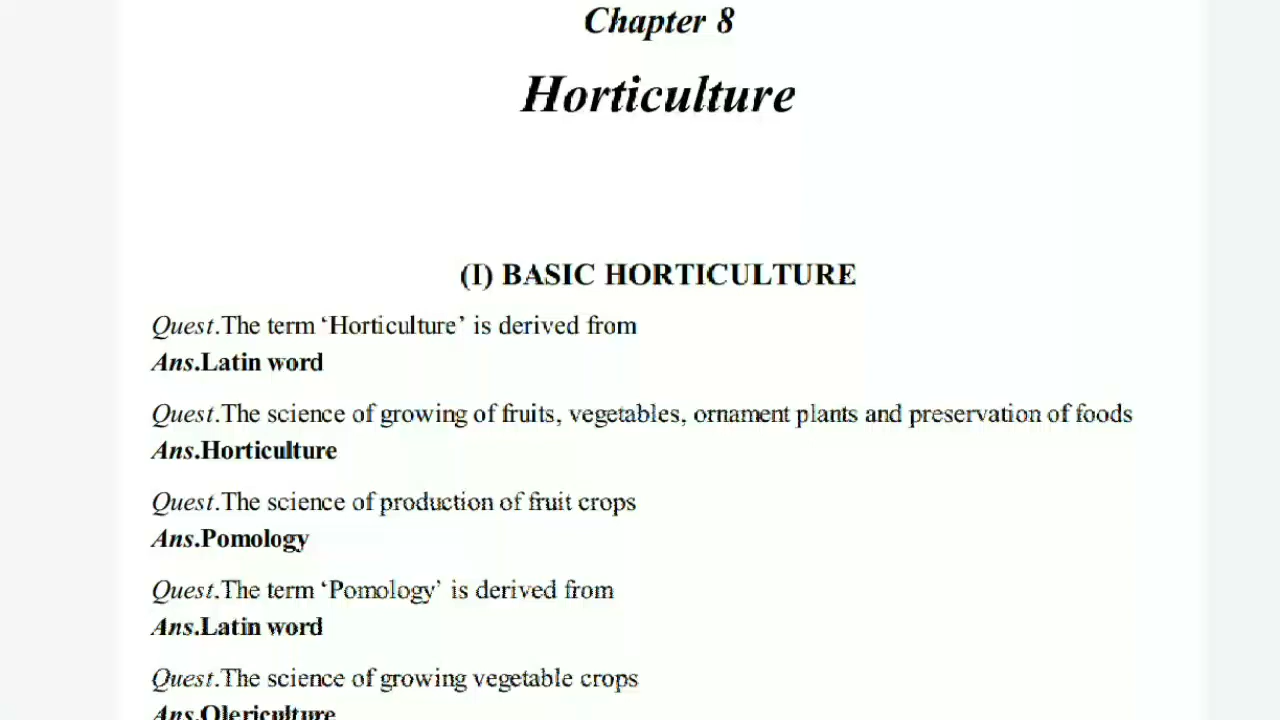 Chapter 8
Horticulture
(I) BASIC HORTICULTURE
Quest.The term ‘Horticulture’ is derived from
Ans.Latin word
Quest.The science of growing of fruits, vegetables, ornament plants and preservation of foods
Ans.Horticulture
Quest.The science of production of fruit crops
Ans.Pomology
Quest.The term ‘Pomology’ is derived from
Ans.Latin word
Quest.The science of growing vegetable crops
Ans.Olericulture